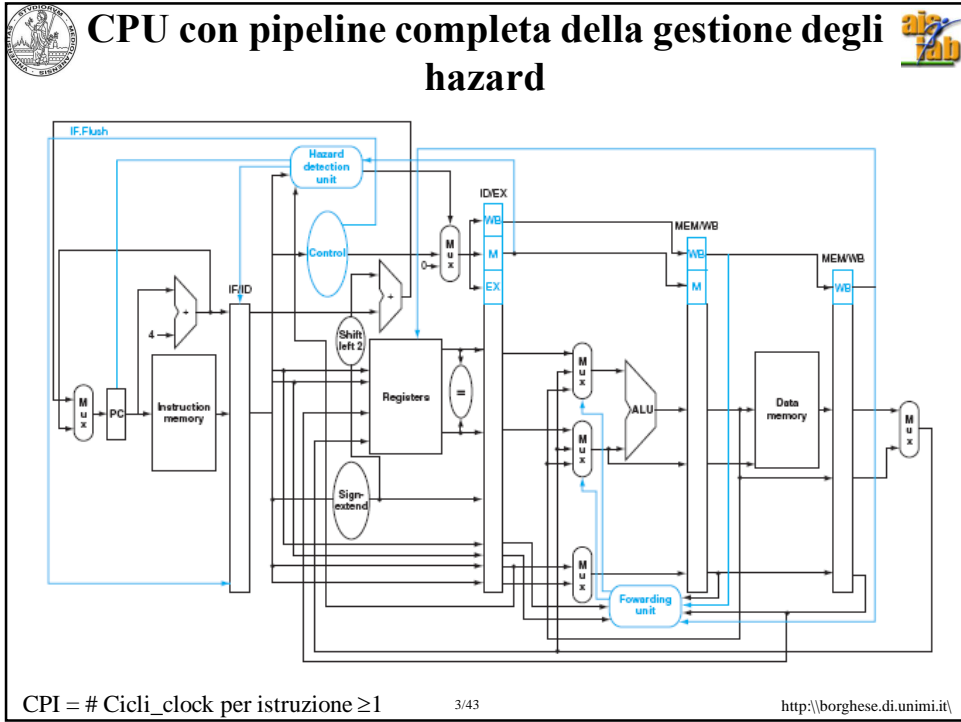 CPU con pipeline completa della gestione degli
hazard
IF.Flush
Hazard
detection
unit
ID/EX
WB
MEM/WB
Control
M
u
x
M
WB
MEM/WB
0
EX
M
WB
IF/ID
+
+
4
Shift
left 2
M
u
x
PC
Instruction
memory
Registers
=
M
u
x
ALU
Data
memory
M
u
x
M
u
x
Sign-
extend
M
u
x
Fowarding
unit
CPI = # Cicli_clock per istruzione ≥1
3/43
http:\\borghese.di.unimi.it\